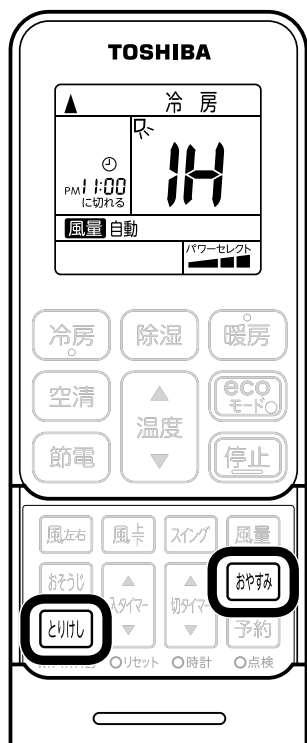 TOSHIBA
冷房
1H
PM11:00
に切れる
風量 自動
パワーセレクト
冷房 除湿 暖房
空清 温度 eco
モード
節電 停止
風左右 風上下 スイング 風量
おそうじ 入タイマー 切タイマー おやすみ
とりけし 予約
リセット 時計 点検